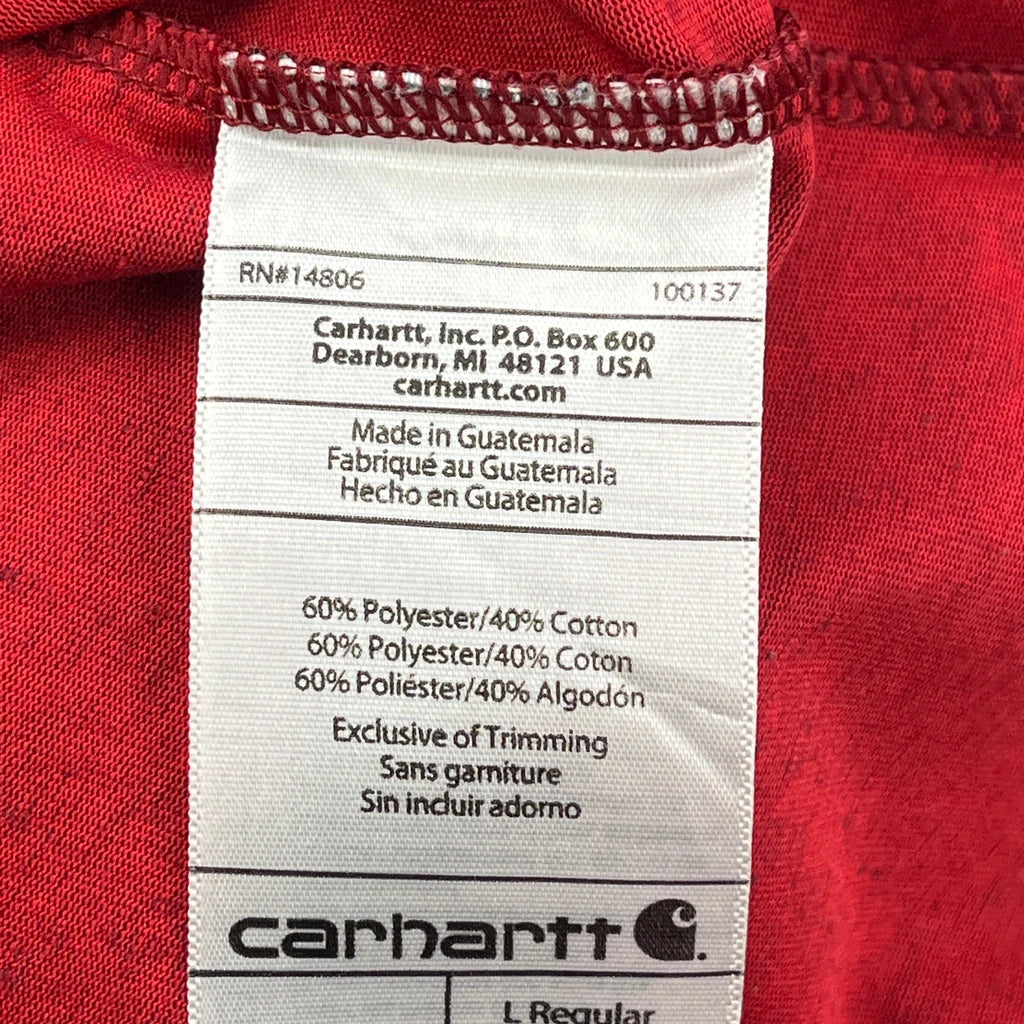 RN#14806 100137
Carhartt, Inc. P.O. Box 600
Dearborn, MI 48121 USA
carhartt.com
Made in Guatemala
Fabriqué au Guatemala
Hecho en Guatemala
60% Polyester/40% Cotton
60% Polyester/40% Coton
60% Poliéster/40% Algodón
Exclusive of Trimming
Sans garniture
Sin incluir adorno
carhartt
L Regular